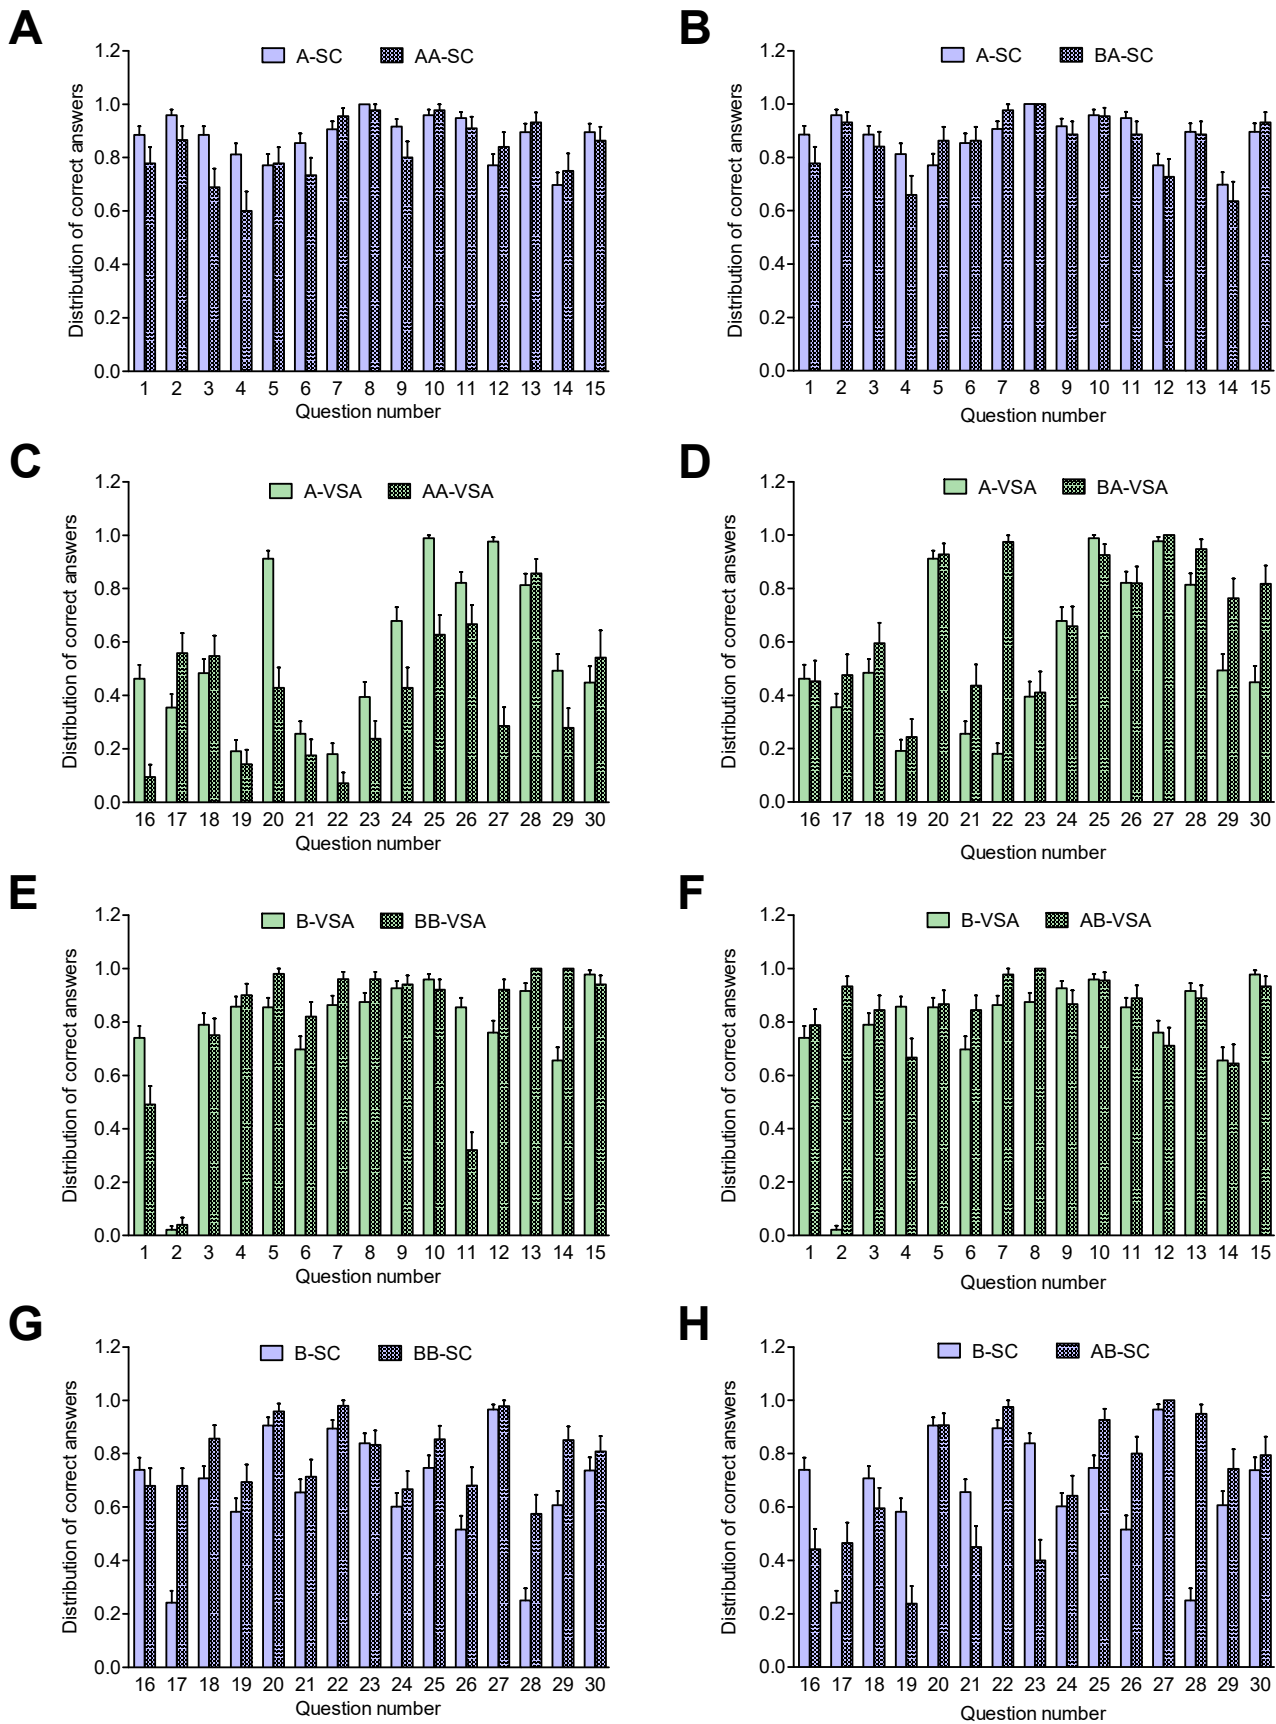 A
A-SC AA-SC
Distribution of correct answers
1.2
1.0
0.8
0.6
0.4
0.2
0.0
1 2 3 4 5 6 7 8 9 10 11 12 13 14 15
Question number
B
A-SC BA-SC
Distribution of correct answers
1.2
1.0
0.8
0.6
0.4
0.2
0.0
1 2 3 4 5 6 7 8 9 10 11 12 13 14 15
Question number
C
A-VSA AA-VSA
Distribution of correct answers
1.2
1.0
0.8
0.6
0.4
0.2
0.0
16 17 18 19 20 21 22 23 24 25 26 27 28 29 30
Question number
D
A-VSA BA-VSA
Distribution of correct answers
1.2
1.0
0.8
0.6
0.4
0.2
0.0
16 17 18 19 20 21 22 23 24 25 26 27 28 29 30
Question number
E
B-VSA BB-VSA
Distribution of correct answers
1.2
1.0
0.8
0.6
0.4
0.2
0.0
1 2 3 4 5 6 7 8 9 10 11 12 13 14 15
Question number
F
B-VSA AB-VSA
Distribution of correct answers
1.2
1.0
0.8
0.6
0.4
0.2
0.0
1 2 3 4 5 6 7 8 9 10 11 12 13 14 15
Question number
G
B-SC BB-SC
Distribution of correct answers
1.2
1.0
0.8
0.6
0.4
0.2
0.0
16 17 18 19 20 21 22 23 24 25 26 27 28 29 30
Question number
H
B-SC AB-SC
Distribution of correct answers
1.2
1.0
0.8
0.6
0.4
0.2
0.0
16 17 18 19 20 21 22 23 24 25 26 27 28 29 30
Question number